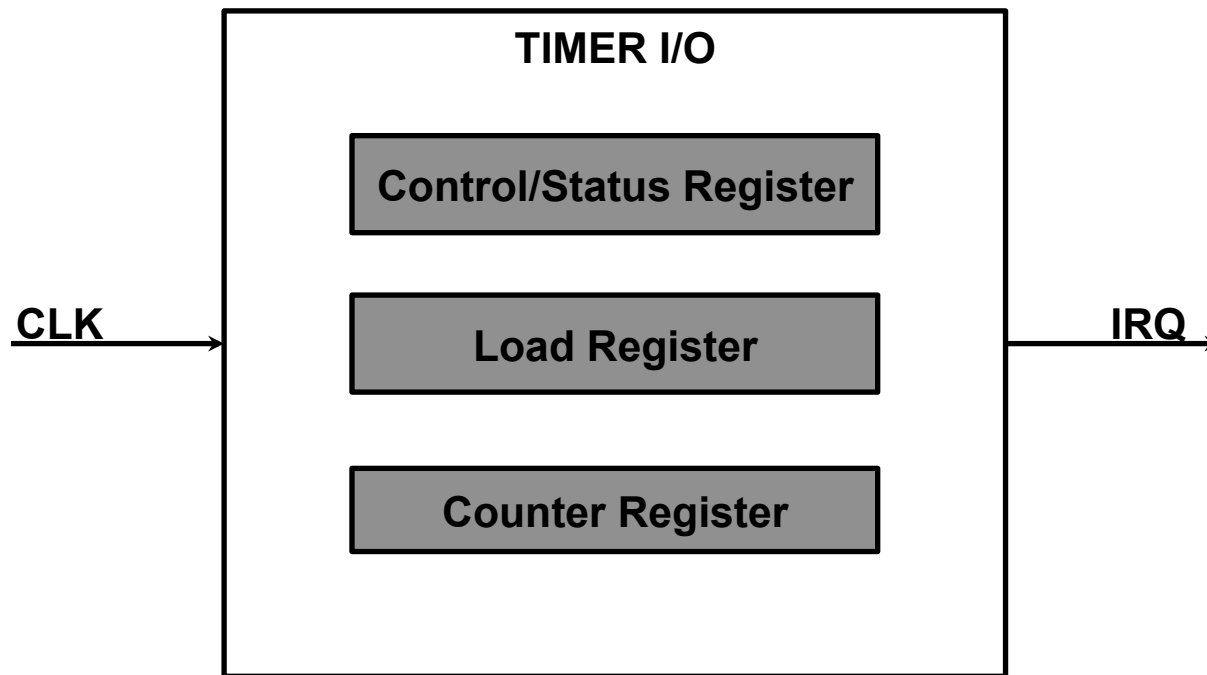 TIMER I/O
Control/Status Register
CLK
Load Register
IRQ
Counter Register